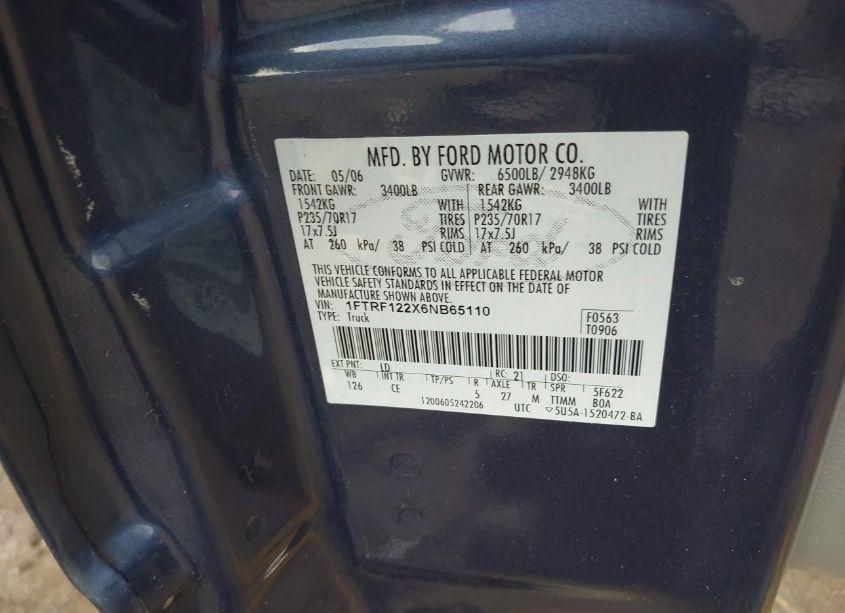 MFD. BY FORD MOTOR CO.
DATE: 05/06 GVWR: 6500LB/ 2948KG
FRONT GAWR: 3400LB REAR GAWR: 3400LB
1542KG WITH 1542KG WITH
P235/70R17 TIRES P235/70R17 TIRES
17x7.5J RIMS 17x7.5J RIMS
AT 260 kPa/ 38 PSI COLD AT 260 kPa/ 38 PSI COLD
THIS VEHICLE CONFORMS TO ALL APPLICABLE FEDERAL MOTOR
VEHICLE SAFETY STANDARDS IN EFFECT ON THE DATE OF
MANUFACTURE SHOWN ABOVE.
VIN: 1FTRF122X6NB65110
TYPE: Truck
F0563
T0906
EXT PNT: LD RC: 21 DSO:
WB INT TR TP/PS R AXLE TR SPR 5F622
126 CE 5 27 M TTMM BOA
1200605242206 UTC ▽5U5A-1520472-BA
Ford